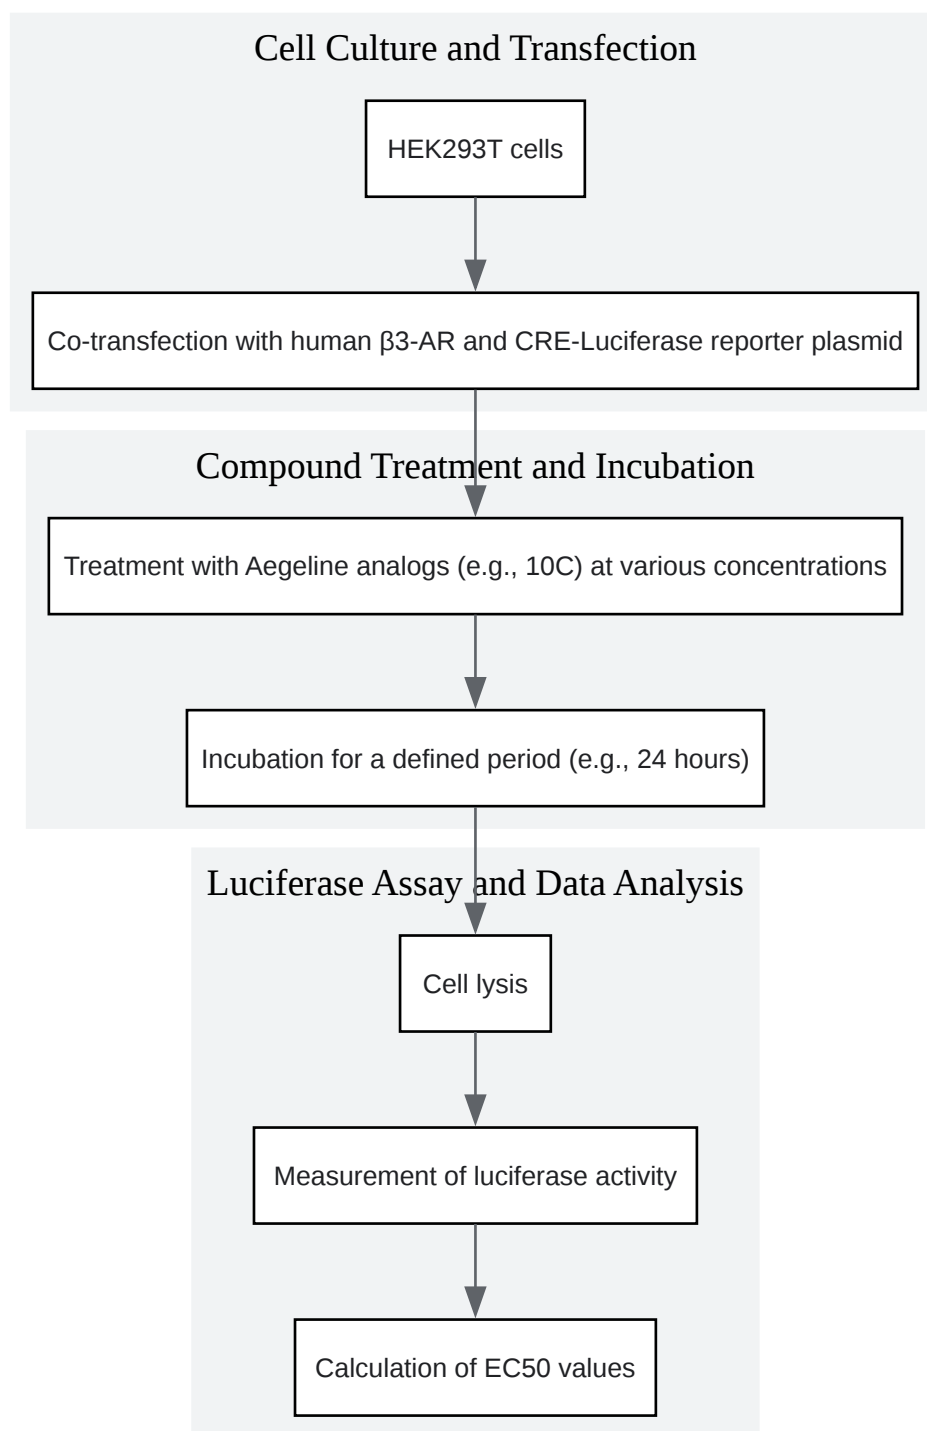 Cell Culture and Transfection
HEK293T cells
Co-transfection with human β3-AR and CRE-Luciferase reporter plasmid
Compound Treatment and Incubation
Treatment with Aegeline analogs (e.g., 10C) at various concentrations
Incubation for a defined period (e.g., 24 hours)
Luciferase Assay and Data Analysis
Cell lysis
Measurement of luciferase activity
Calculation of EC50 values